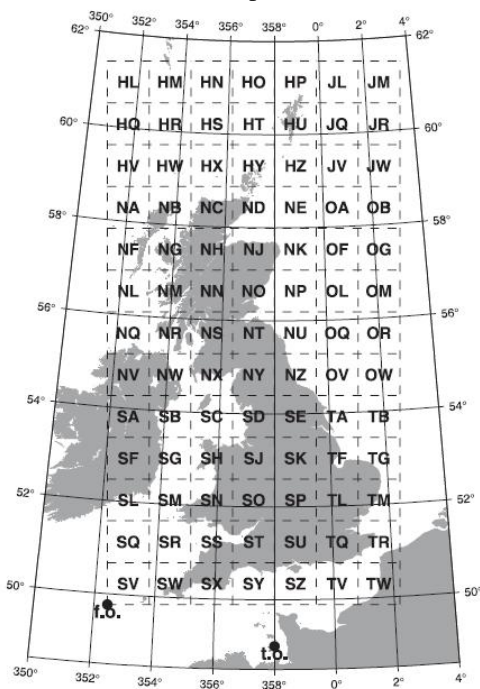 350° 352° 354° 356° 358° 0° 2° 4°
62° 62°
HL HM HN HO HP JL JM
60° HQ HR HS HT HU JQ JR 60°
HV HW HX HY HZ JV JW
58° NA NB NC ND NE OA OB 58°
NF NG NH NJ NK OF OG
56° NL NM NN NO NP OL OM 56°
NQ NR NS NT NU OQ OR
NV NW NX NY NZ OV OW
54° SA SB SC SD SE TA TB 54°
SF SG SH SJ SK TF TG
52° SL SM SN SO SP TL TM 52°
SQ SR SS ST SU TQ TR
50° SV SW SX SY SZ TV TW 50°
f.o.
t.o.
350° 352° 354° 356° 358° 0° 2° 4°